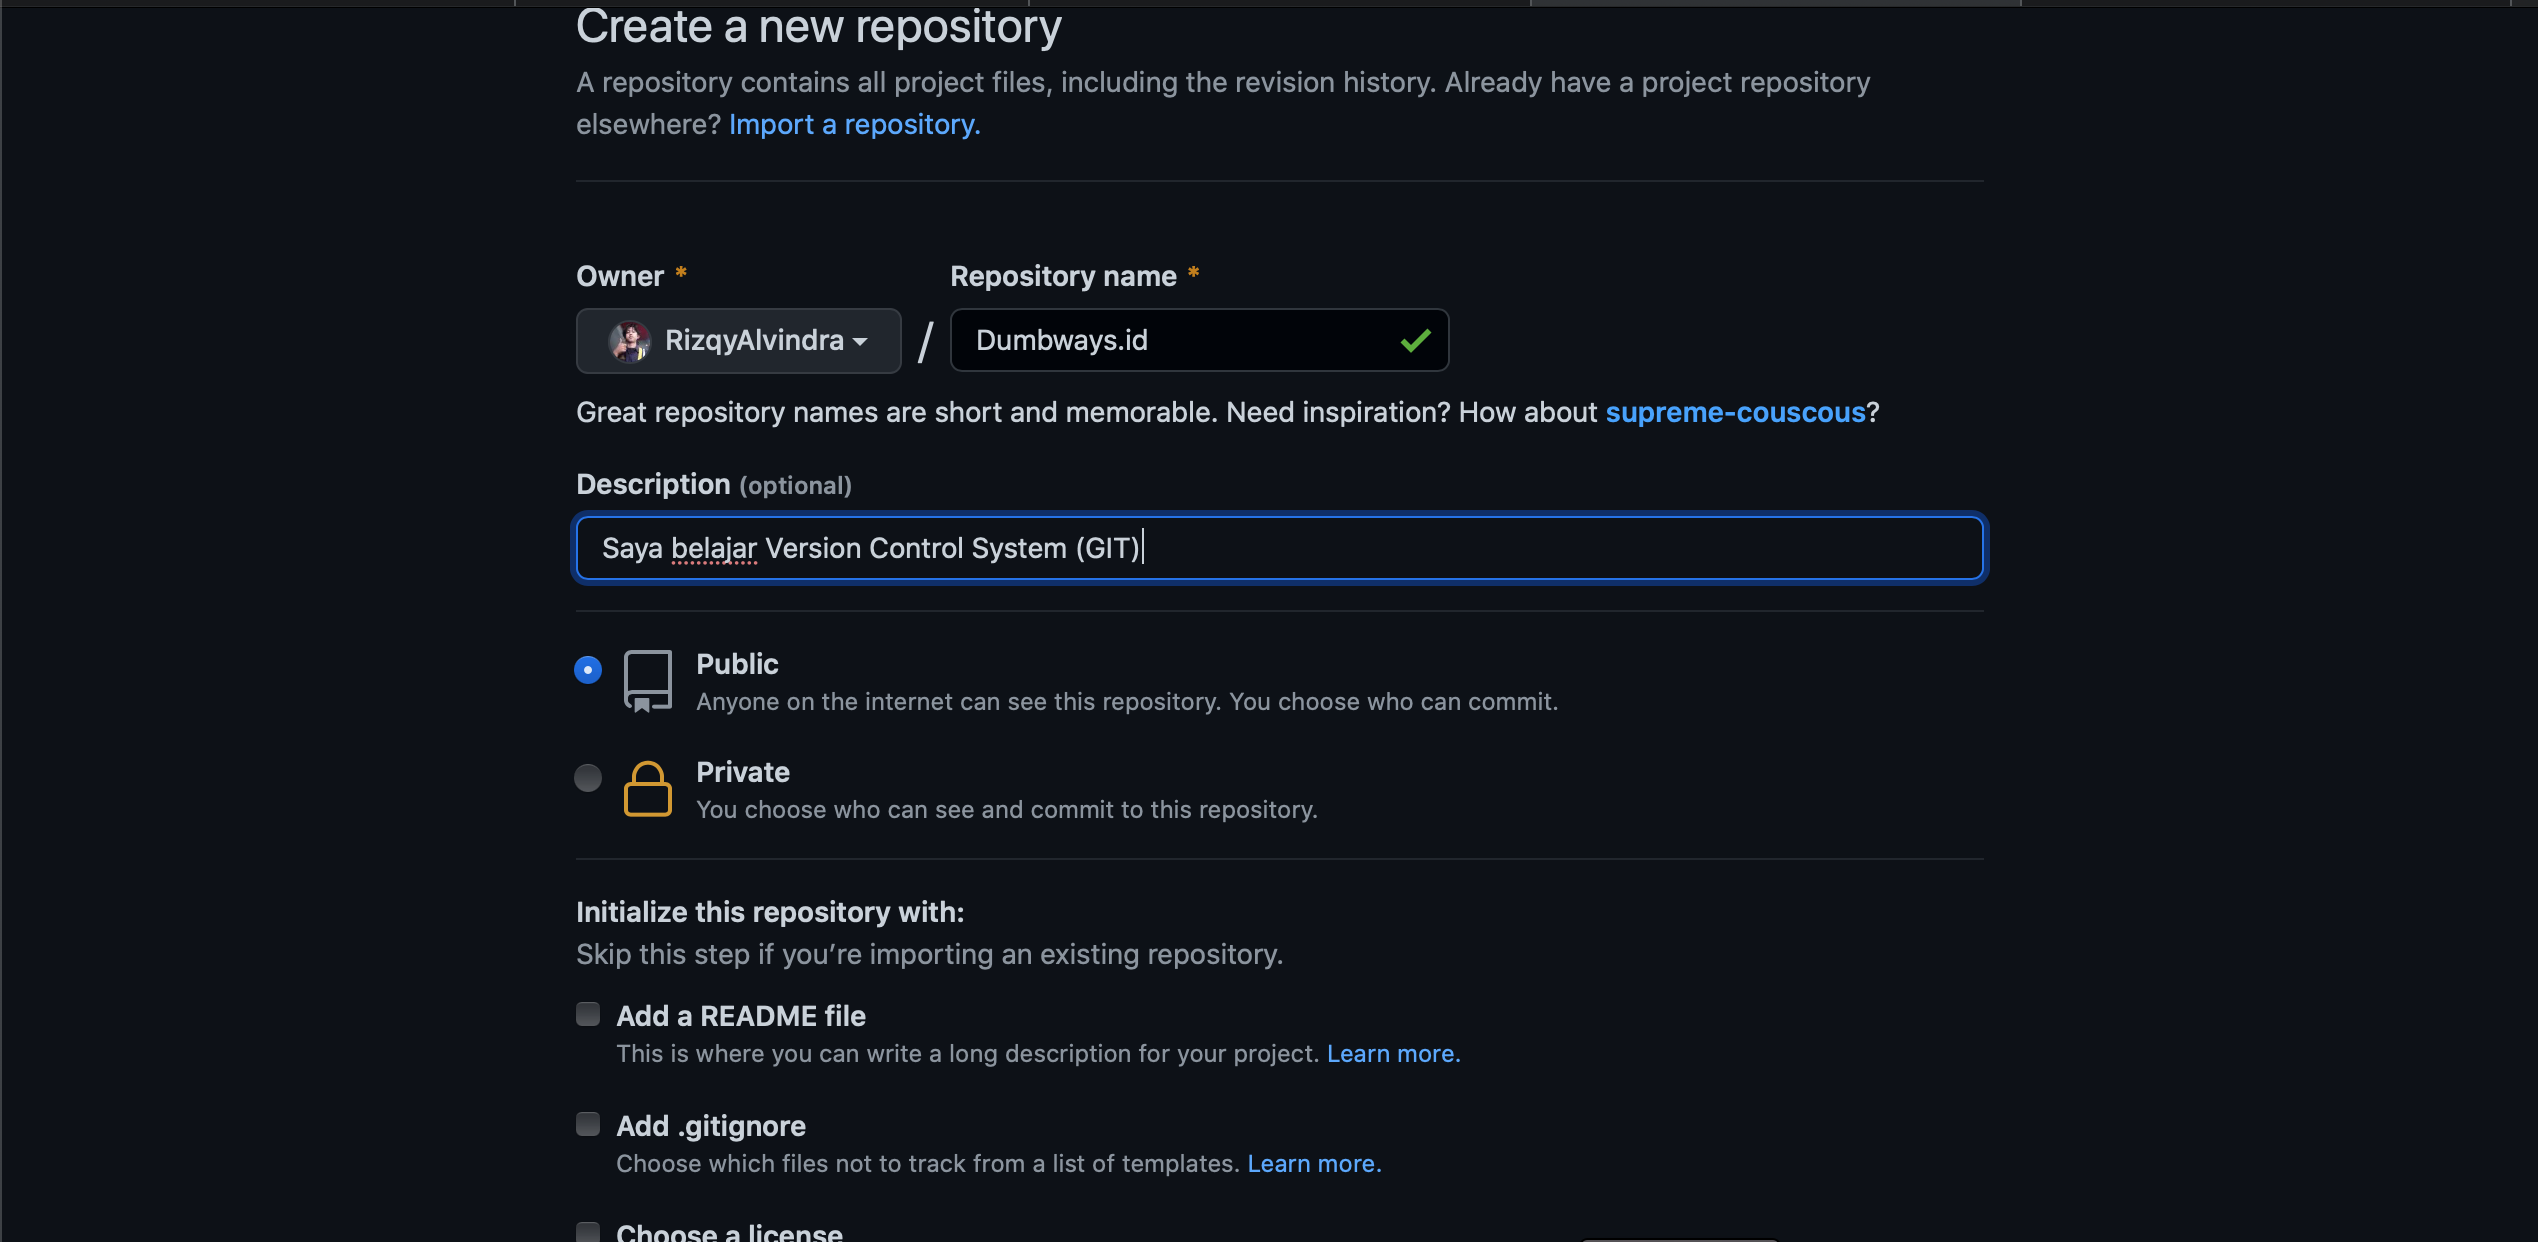 Create a new repository
A repository contains all project files, including the revision history. Already have a project repository
elsewhere? Import a repository.
Owner * Repository name *
RizqyAlvindra / Dumbways.id
Great repository names are short and memorable. Need inspiration? How about supreme-couscous?
Description (optional)
Saya belajar Version Control System (GIT)
Public
Anyone on the internet can see this repository. You choose who can commit.
Private
You choose who can see and commit to this repository.
Initialize this repository with:
Skip this step if you’re importing an existing repository.
Add a README file
This is where you can write a long description for your project. Learn more.
Add .gitignore
Choose which files not to track from a list of templates. Learn more.
Choose a license